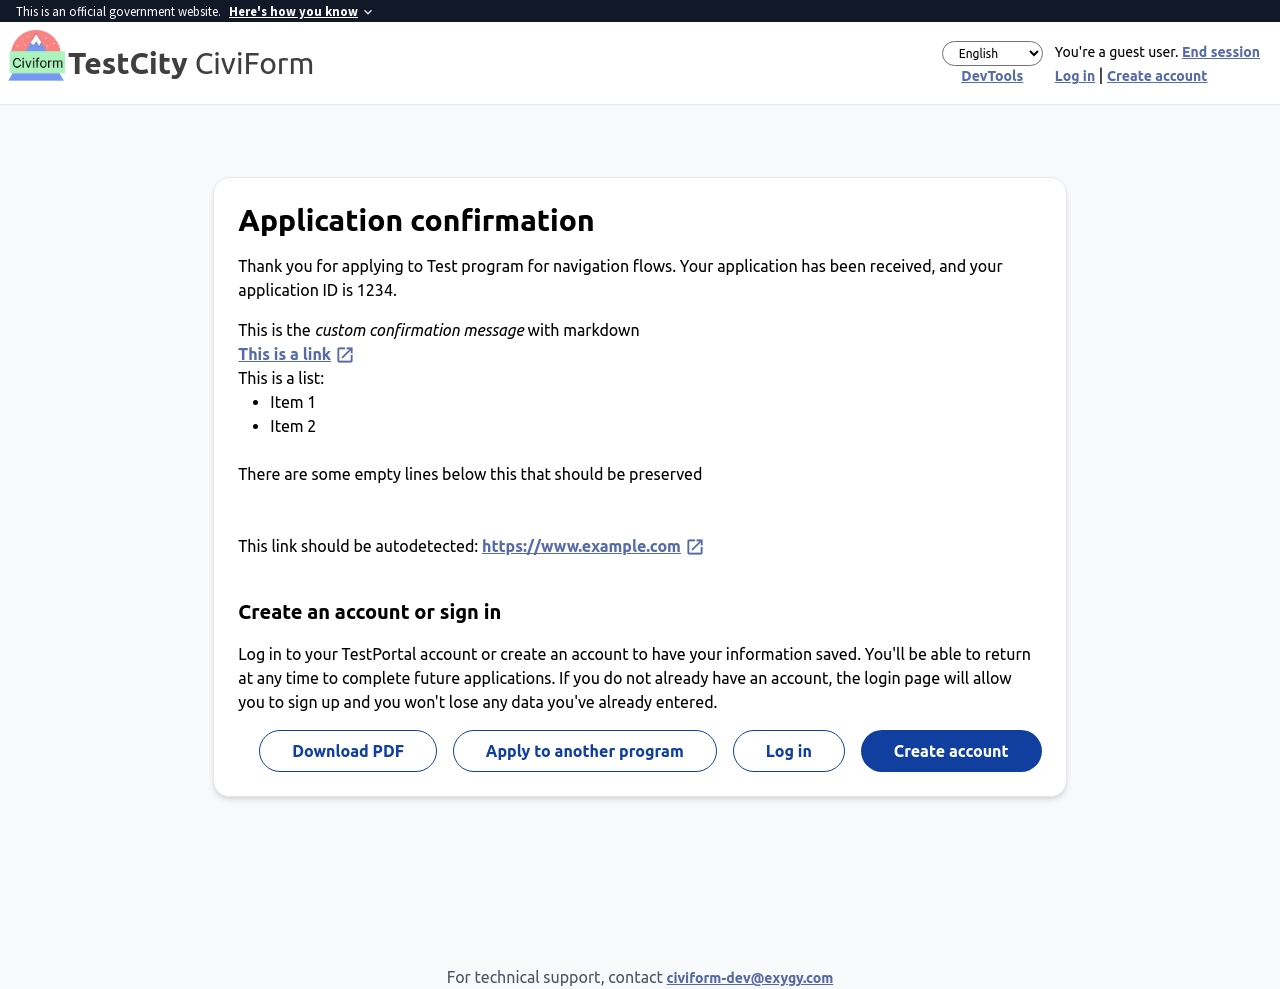 This is an official government website. Here's how you know
Civiform
TestCity CiviForm
English
You're a guest user. End session
DevTools
Log in | Create account
Application confirmation
Thank you for applying to Test program for navigation flows. Your application has been received, and your
application ID is 1234.
This is the custom confirmation message with markdown
This is a link
This is a list:
• Item 1
• Item 2
There are some empty lines below this that should be preserved
This link should be autodetected: https://www.example.com
Create an account or sign in
Log in to your TestPortal account or create an account to have your information saved. You'll be able to return
at any time to complete future applications. If you do not already have an account, the login page will allow
you to sign up and you won't lose any data you've already entered.
Download PDF
Apply to another program
Log in
Create account
For technical support, contact civiform-dev@exygy.com